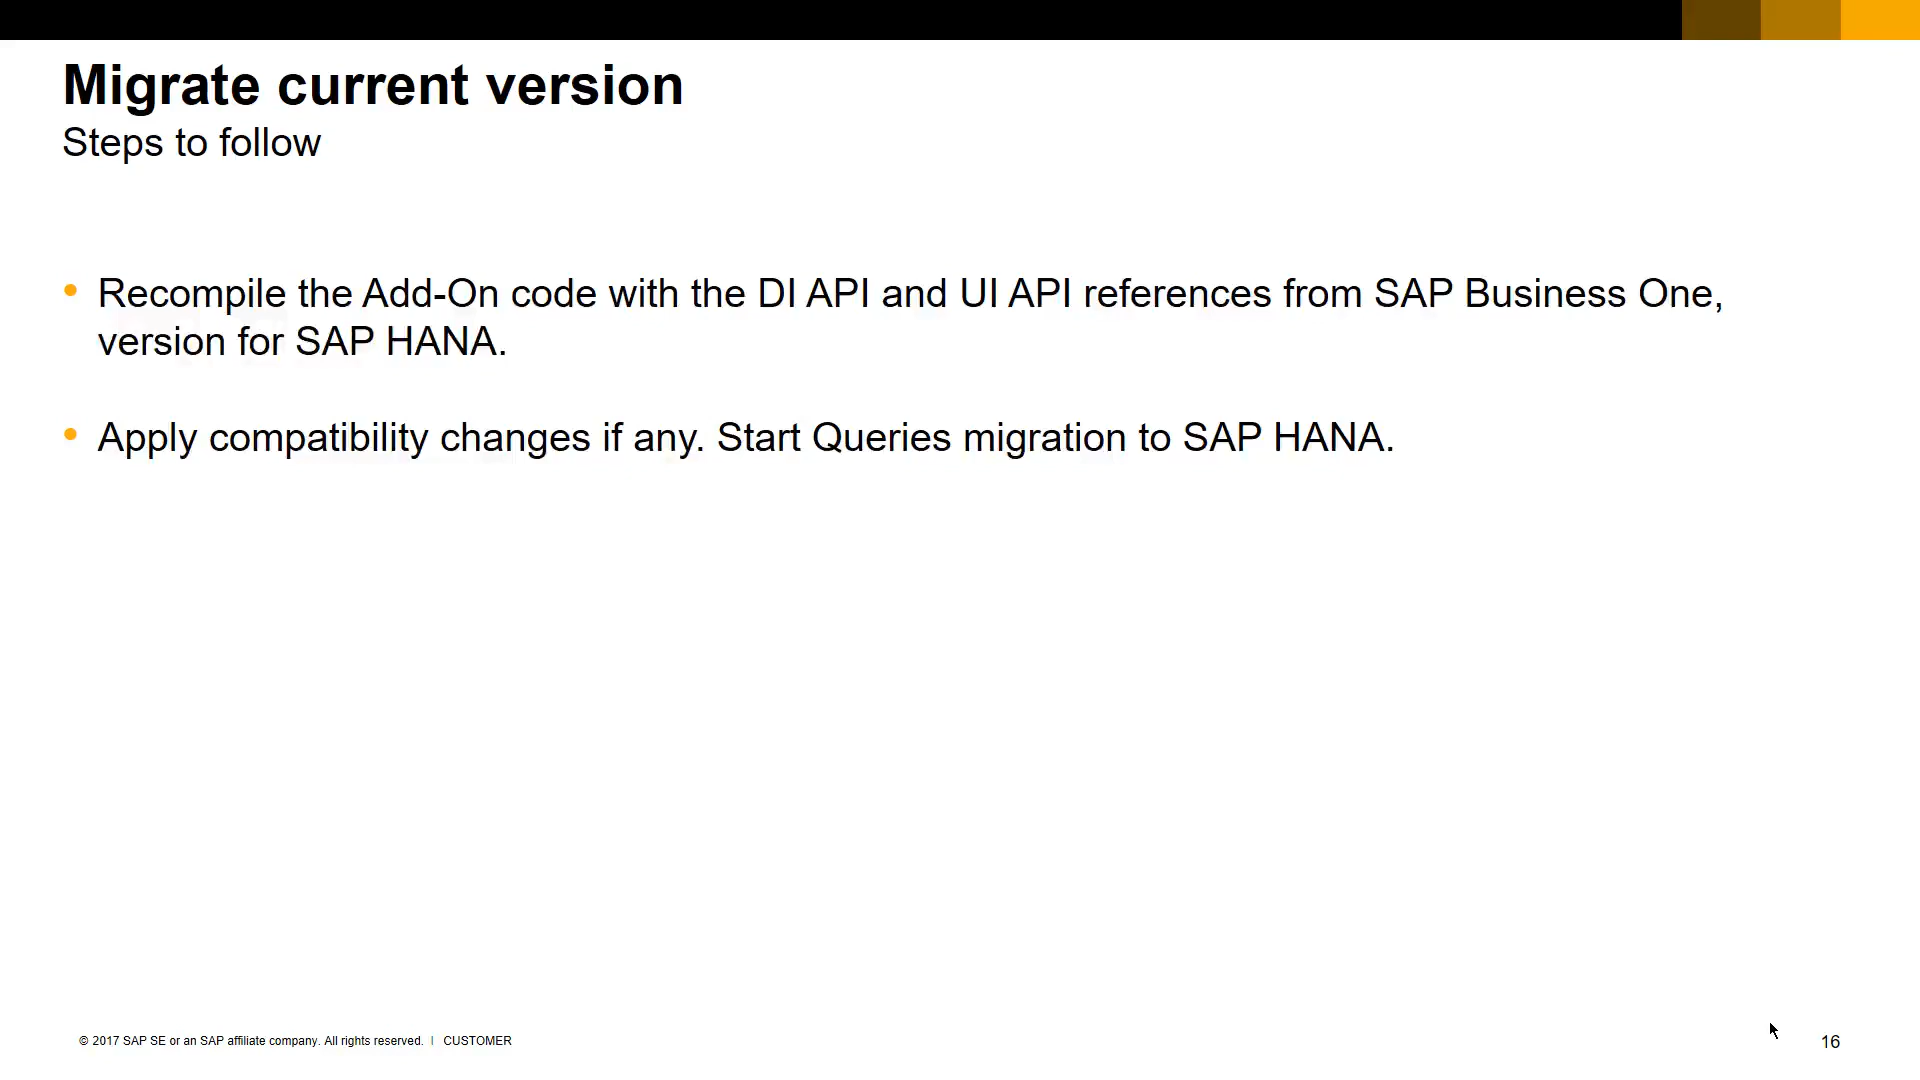 Migrate current version
Steps to follow
• Recompile the Add-On code with the DI API and UI API references from SAP Business One,
version for SAP HANA.
• Apply compatibility changes if any. Start Queries migration to SAP HANA.
© 2017 SAP SE or an SAP affiliate company. All rights reserved. | CUSTOMER
16